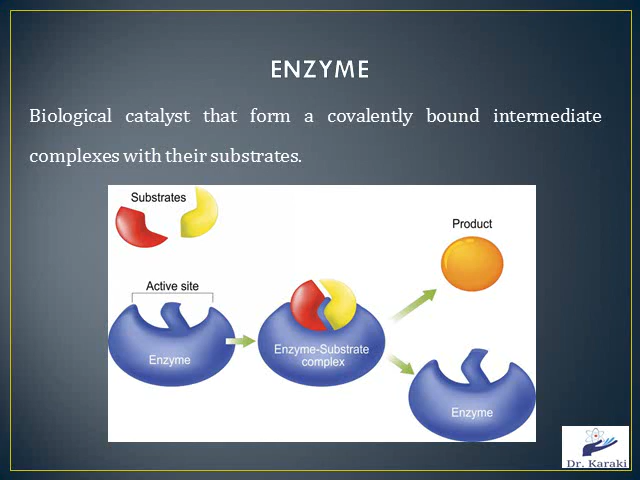 ENZYME
Biological catalyst that form a covalently bound intermediate
complexes with their substrates.
Substrates
Product
Active site
Enzyme
Enzyme-Substrate
complex
Enzyme
Dr. Karaki